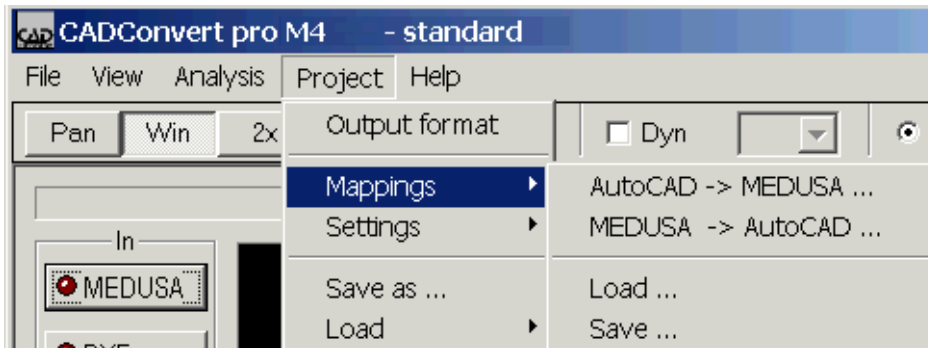 CAD CADConvert pro M4 - standard
File View Analysis Project Help
Pan Win 2x Output format Dyn
Mappings AutoCAD -> MEDUSA ...
In Settings MEDUSA -> AutoCAD ...
MEDUSA Save as ... Load ...
Load Save ...